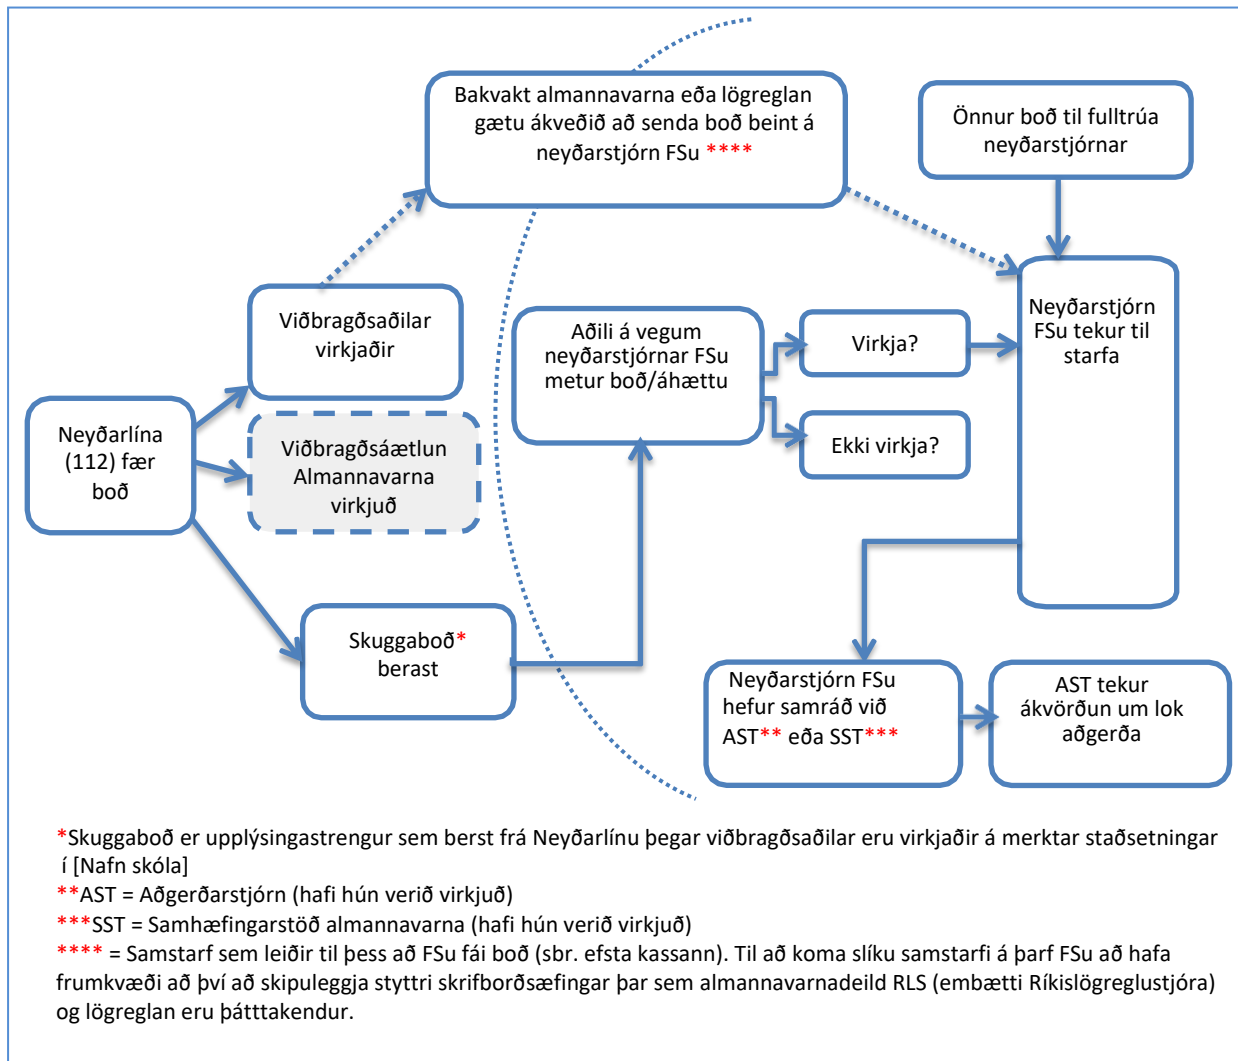 Bakvakt almannavarna eða lögreglan
gætu ákveðið að senda boð beint á
neyðarstjórn FSu ****
Önnur boð til fulltrúa
neyðarstjórnar
Viðbragðsaðilar
virkjaðir
Aðili á vegum
neyðarstjórnar FSu
metur boð/áhættu
Virkja?
Neyðarstjórn
FSu tekur til
starfa
Neyðarlína
(112) fær
boð
Viðbragðsáætlun
Almannavarna
virkjuð
Ekki virkja?
Skuggaboð*
berast
Neyðarstjórn FSu
hefur samráð við
AST** eða SST***
AST tekur
ákvörðun um lok
aðgerða
*Skuggaboð er upplýsingastrengur sem berst frá Neyðarlínu þegar viðbragðsaðilar eru virkjaðir á merktar staðsetningar
í [Nafn skóla]
**AST = Aðgerðarstjórn (hafi hún verið virkjuð)
***SST = Samhæfingarstöð almannavarna (hafi hún verið virkjuð)
**** = Samstarf sem leiðir til þess að FSu fái boð (sbr. efsta kassann). Til að koma slíku samstarfi á þarf FSu að hafa
frumkvæði að því að skipuleggja styttri skrifborðsæfingar þar sem almannavarnadeild RLS (embætti Ríkislögreglustjóra)
og lögreglan eru þátttakendur.